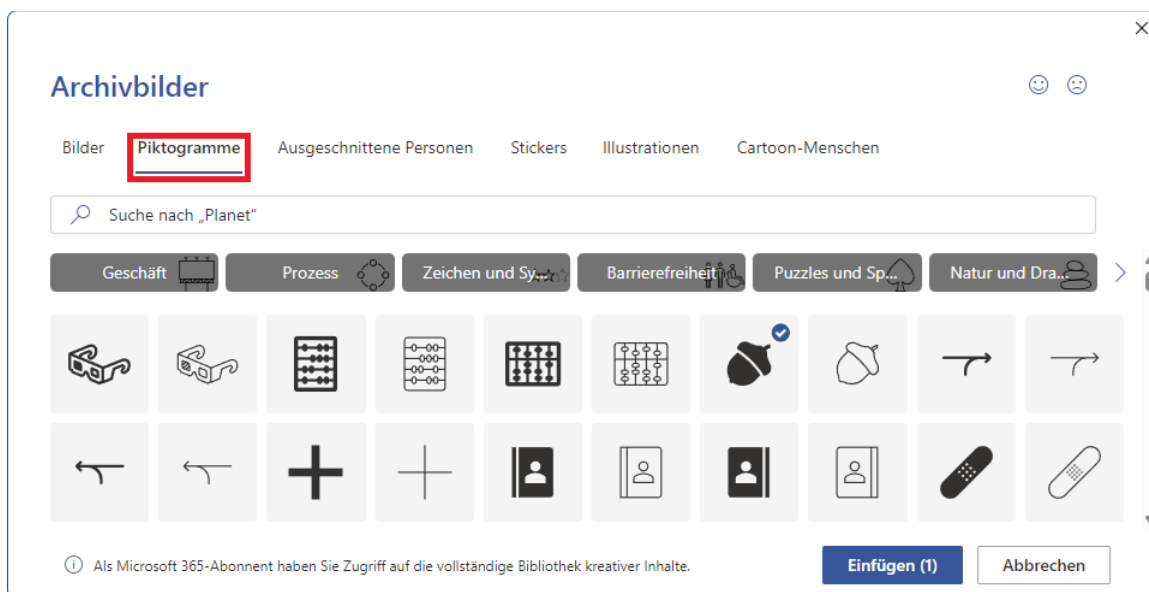 Archivbilder
Bilder Piktogramme Ausgeschnittene Personen Stickers Illustrationen Cartoon-Menschen
Suche nach „Planet“
Geschäft Prozess Zeichen und Sy... Barrierefreiheit Puzzles und Sp... Natur und Dra...
Als Microsoft 365-Abonnent haben Sie Zugriff auf die vollständige Bibliothek kreativer Inhalte.
Einfügen (1) Abbrechen